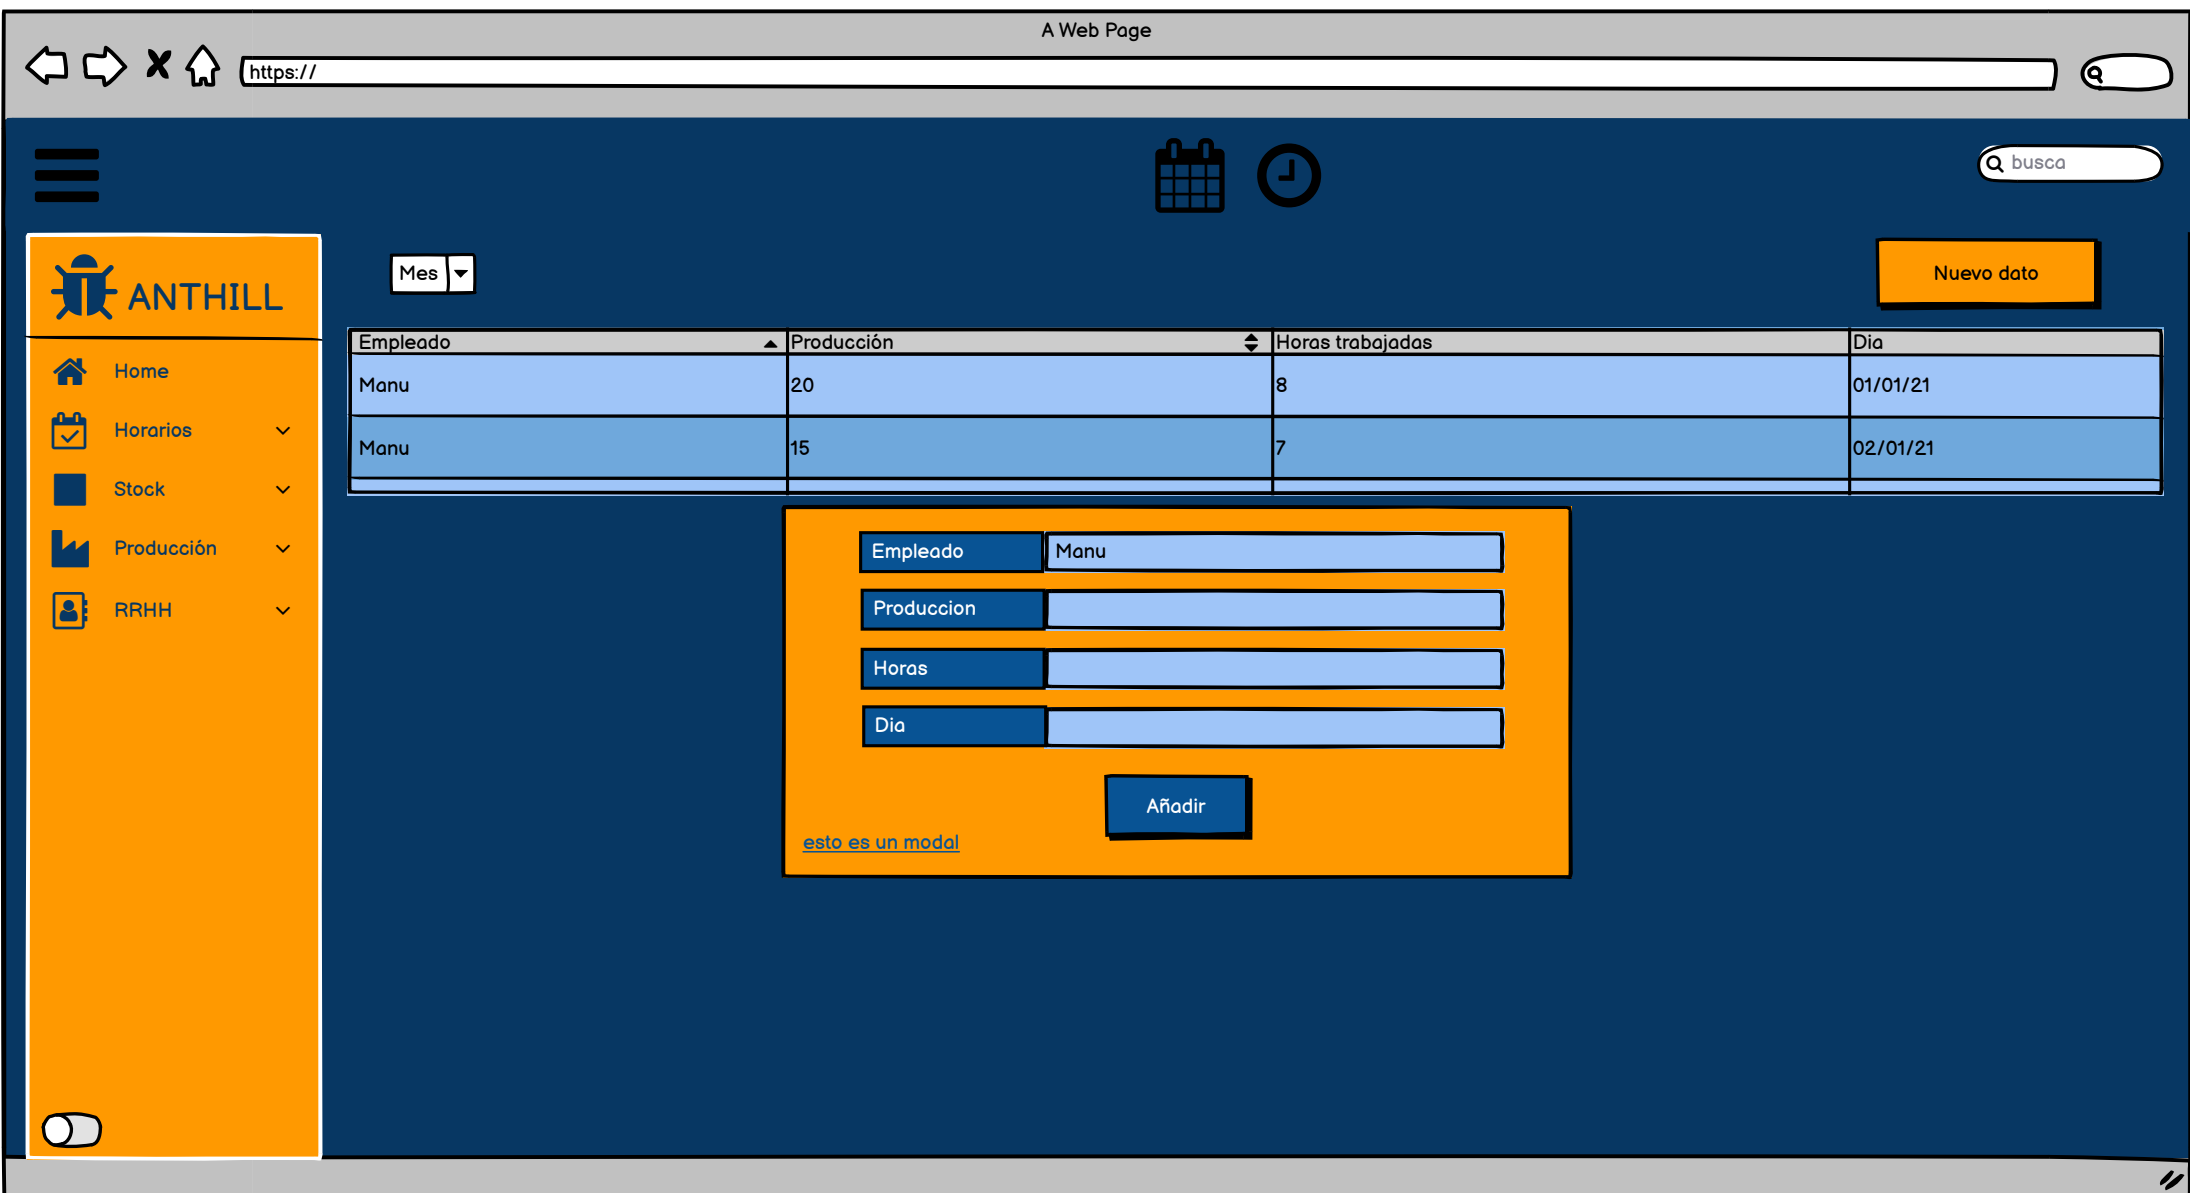 A Web Page
https://
busca
ANTHILL
Mes
Nuevo dato
Empleado Producción Horas trabajadas Dia
Manu 20 8 01/01/21
Manu 15 7 02/01/21
Home
Horarios
Stock
Producción
RRHH
Empleado Manu
Produccion
Horas
Dia
Añadir
esto es un modal